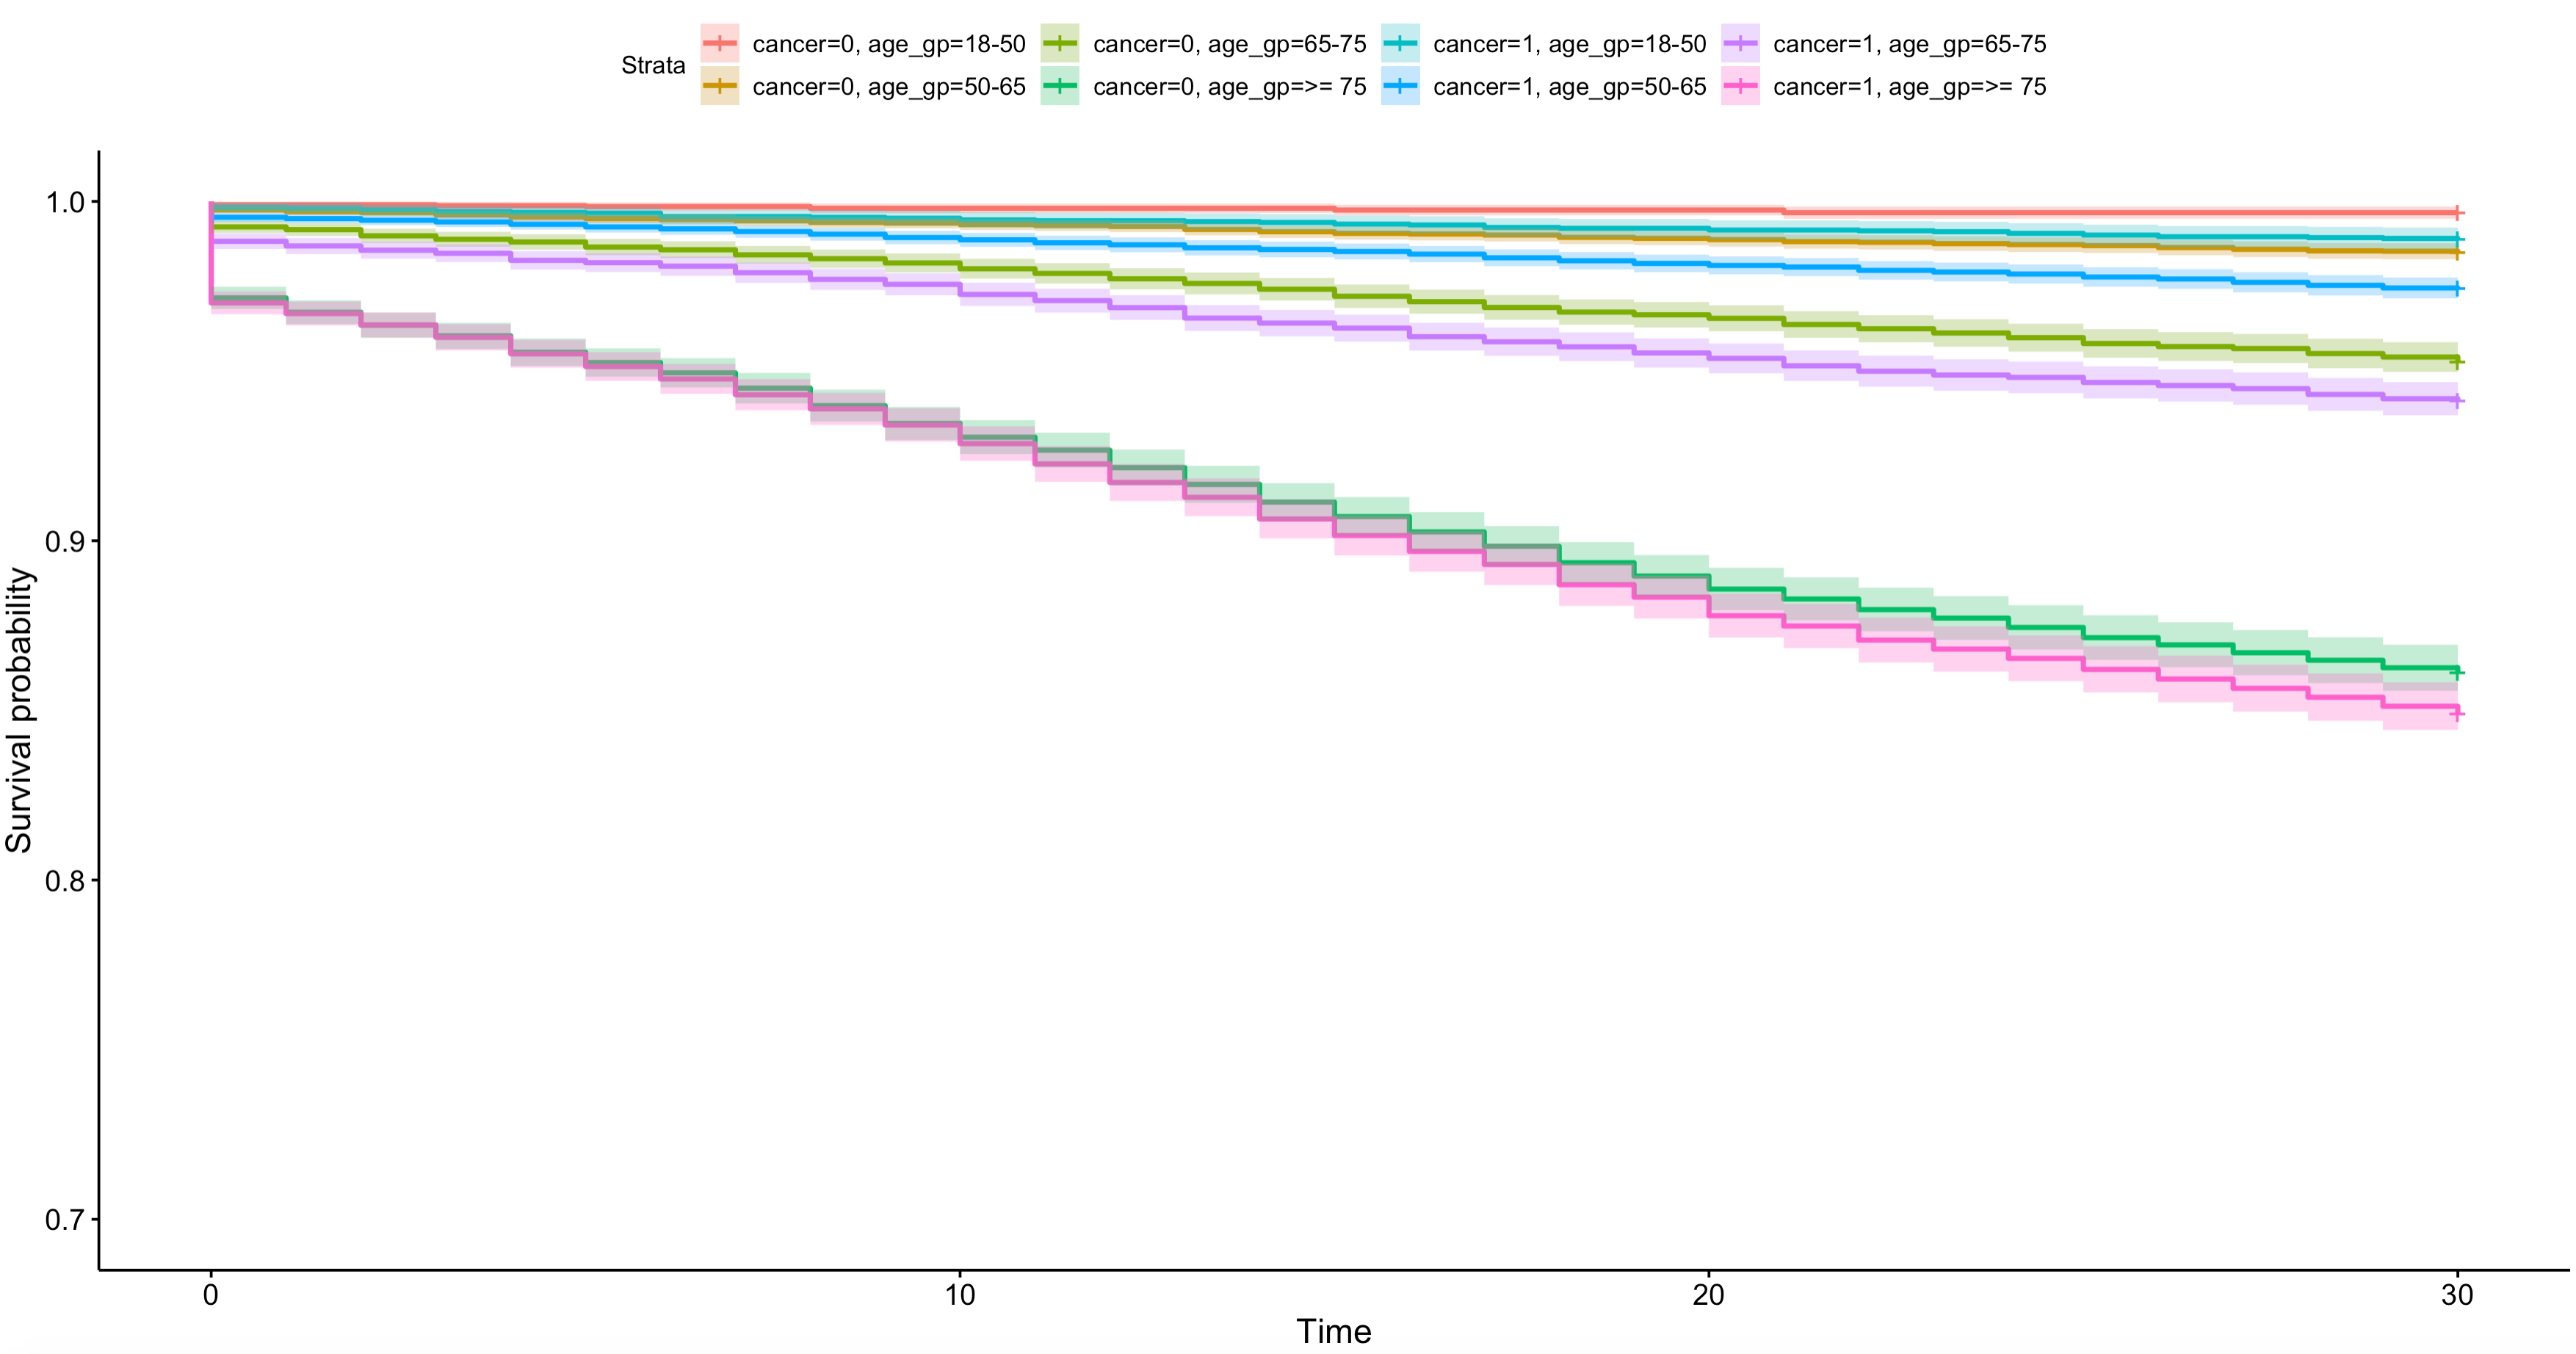 Strata
cancer=0, age_gp=18-50 cancer=0, age_gp=65-75 cancer=1, age_gp=18-50 cancer=1, age_gp=65-75
cancer=0, age_gp=50-65 cancer=0, age_gp=>= 75 cancer=1, age_gp=50-65 cancer=1, age_gp=>= 75
1.0
0.9
0.8
0.7
Survival probability
0 10 20 30
Time